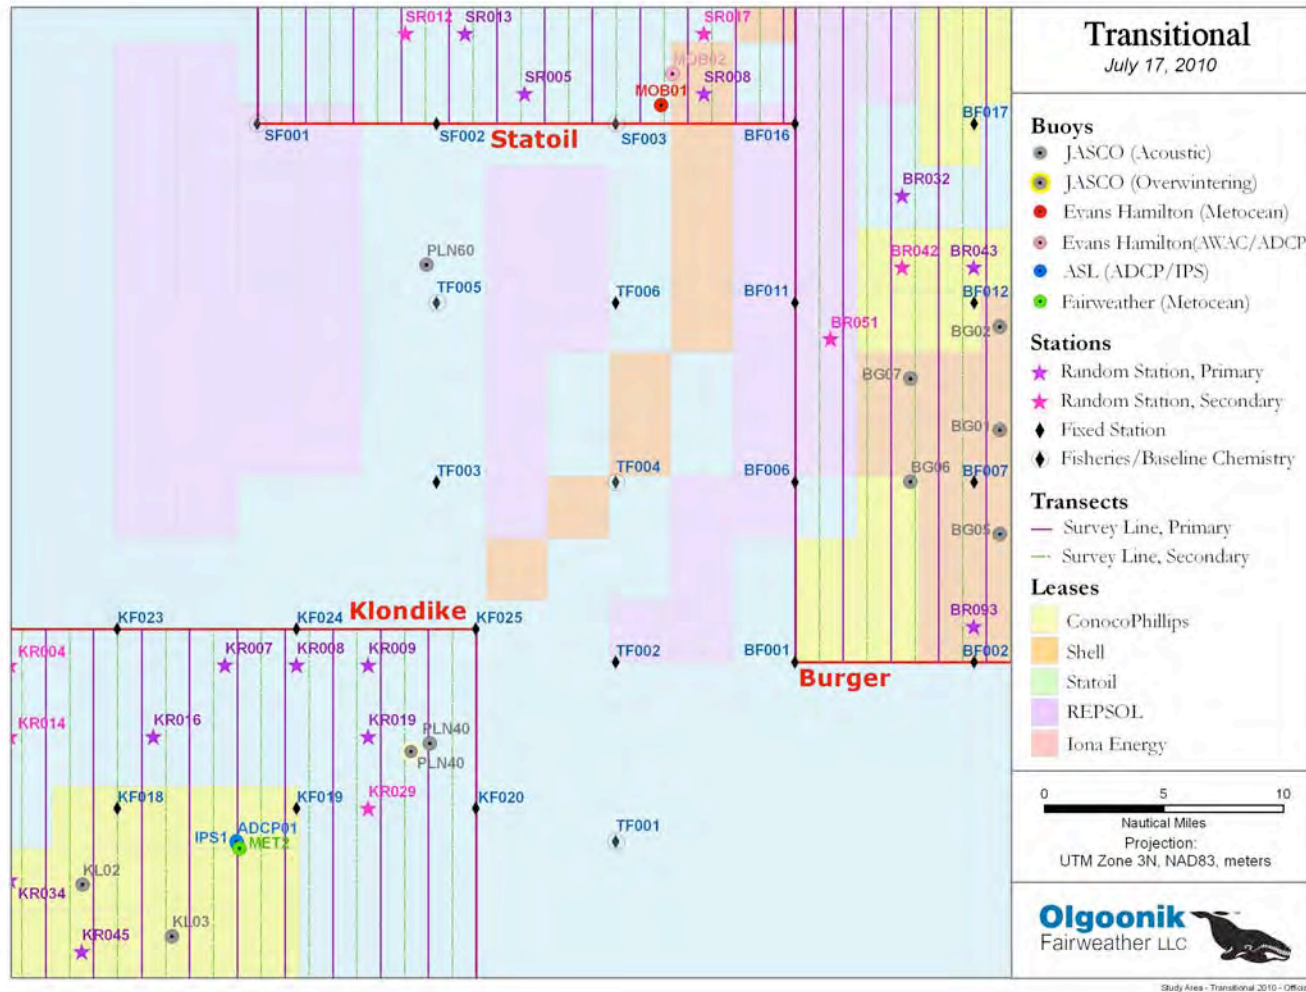 SR012 SR013 SR017
MOB02
SR005 MOB01 SR008
SF001 SF002 Statoil SF003 BF016 BF017
BR032
PLN60 BR042 BR043
TF005 TF006 BF011 BF012
BG02
BR051
BG07
BG01
TF003 TF004 BF006 BG06 BF007
BG05
KF023 KF024 Klondike KF025 BR093
KR004 KR007 KR008 KR009 TF002 BF001 BF002
Burger
KR014 KR016 KR019 PLN40
PLN40
KF018 KF019 KR029 KF020
IPS1 ADCP01 TF001
MET2
KL02
KR034
KL03
KR045
Transitional
July 17, 2010
Buoys
JASCO (Acoustic)
JASCO (Overwintering)
Evans Hamilton (Metocean)
Evans Hamilton(AWAC/ADCP
ASL (ADCP/IPS)
Fairweather (Metocean)
Stations
Random Station, Primary
Random Station, Secondary
Fixed Station
Fisheries/Baseline Chemistry
Transects
Survey Line, Primary
Survey Line, Secondary
Leases
ConocoPhillips
Shell
Statoil
REPSOL
Iona Energy
0 5 10
Nautical Miles
Projection:
UTM Zone 3N, NAD83, meters
Olgoonik
Fairweather LLC
Study Area - Transitional 2010 - Offici